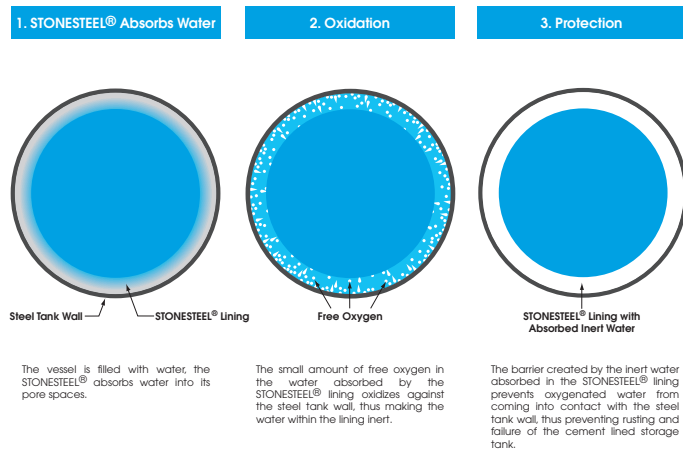 1. STONESTEEL® Absorbs Water
2. Oxidation
3. Protection
Steel Tank Wall
STONESTEEL® Lining
Free Oxygen
STONESTEEL® Lining with
Absorbed Inert Water
The vessel is filled with water, the
STONESTEEL® absorbs water into its
pore spaces.
The small amount of free oxygen in
the water absorbed by the
STONESTEEL® lining oxidizes against
the steel tank wall, thus making the
water within the lining inert.
The barrier created by the inert water
absorbed in the STONESTEEL® lining
prevents oxygenated water from
coming into contact with the steel
tank wall, thus preventing rusting and
failure of the cement lined storage
tank.